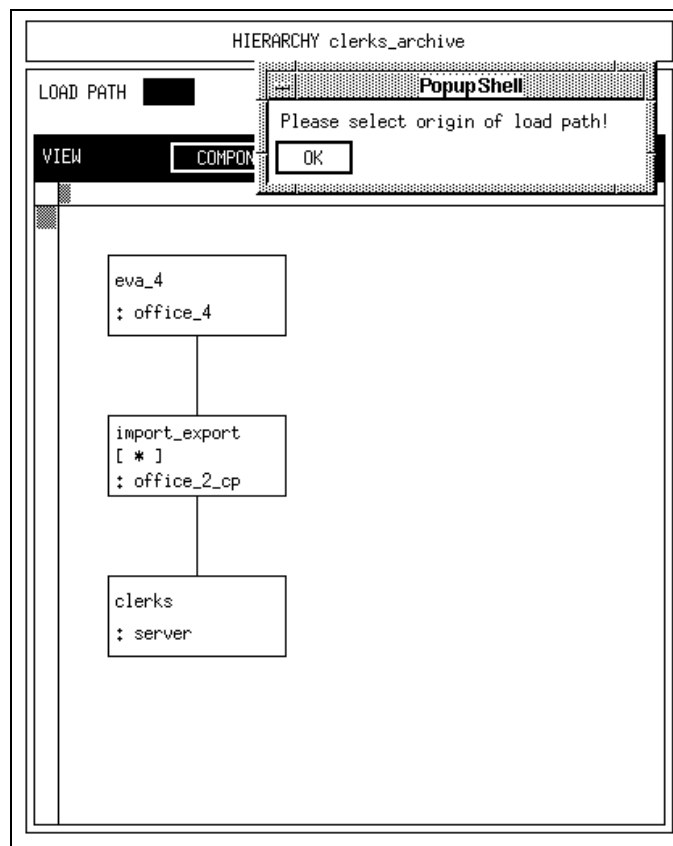 HIERARCHY clerks_archive
LOAD PATH
PopupShell
Please select origin of load path!
OK
VIEW
COMPON
eva_4
: office_4
import_export
[ * ]
: office_2_cp
clerks
: server